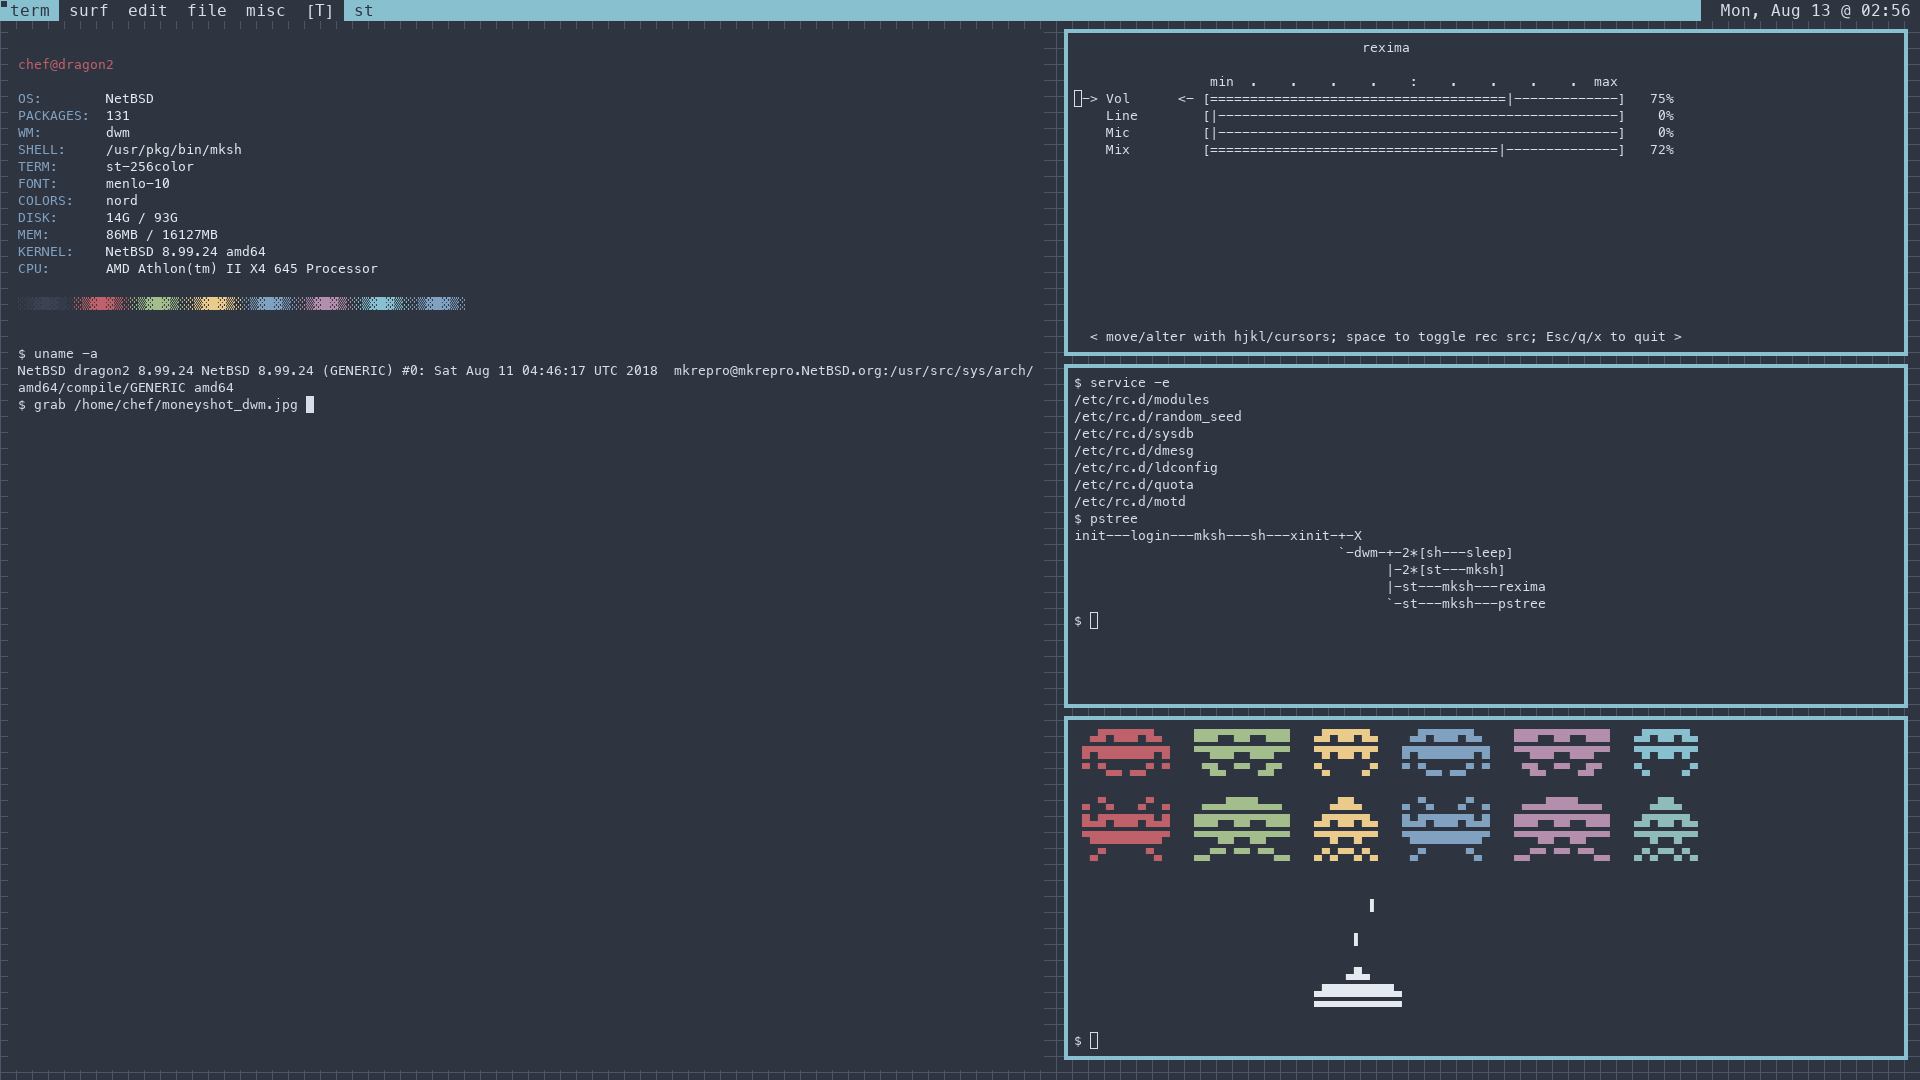 term surf edit file misc [T] st Mon, Aug 13 @ 02:56
chef@dragon2
OS: NetBSD
PACKAGES: 131
WM: dwm
SHELL: /usr/pkg/bin/mksh
TERM: st-256color
FONT: menlo-10
COLORS: nord
DISK: 14G / 93G
MEM: 86MB / 16127MB
KERNEL: NetBSD 8.99.24 amd64
CPU: AMD Athlon(tm) II X4 645 Processor
$ uname -a
NetBSD dragon2 8.99.24 NetBSD 8.99.24 (GENERIC) #0: Sat Aug 11 04:46:17 UTC 2018  mkrepro@mkrepro.NetBSD.org:/usr/src/sys/arch/
amd64/compile/GENERIC amd64
$ grab /home/chef/moneyshot_dwm.jpg
rexima
min . . . . : . . . . max
-> Vol <- [=====================================|-------------] 75%
Line [|--------------------------------------------------] 0%
Mic [|--------------------------------------------------] 0%
Mix [====================================|--------------] 72%
< move/alter with hjkl/cursors; space to toggle rec src; Esc/q/x to quit >
$ service -e
/etc/rc.d/modules
/etc/rc.d/random_seed
/etc/rc.d/sysdb
/etc/rc.d/dmesg
/etc/rc.d/ldconfig
/etc/rc.d/quota
/etc/rc.d/motd
$ pstree
init---login---mksh---sh---xinit-+-X
`-dwm-+-2*[sh---sleep]
|-2*[st---mksh]
|-st---mksh---rexima
`-st---mksh---pstree
$
$